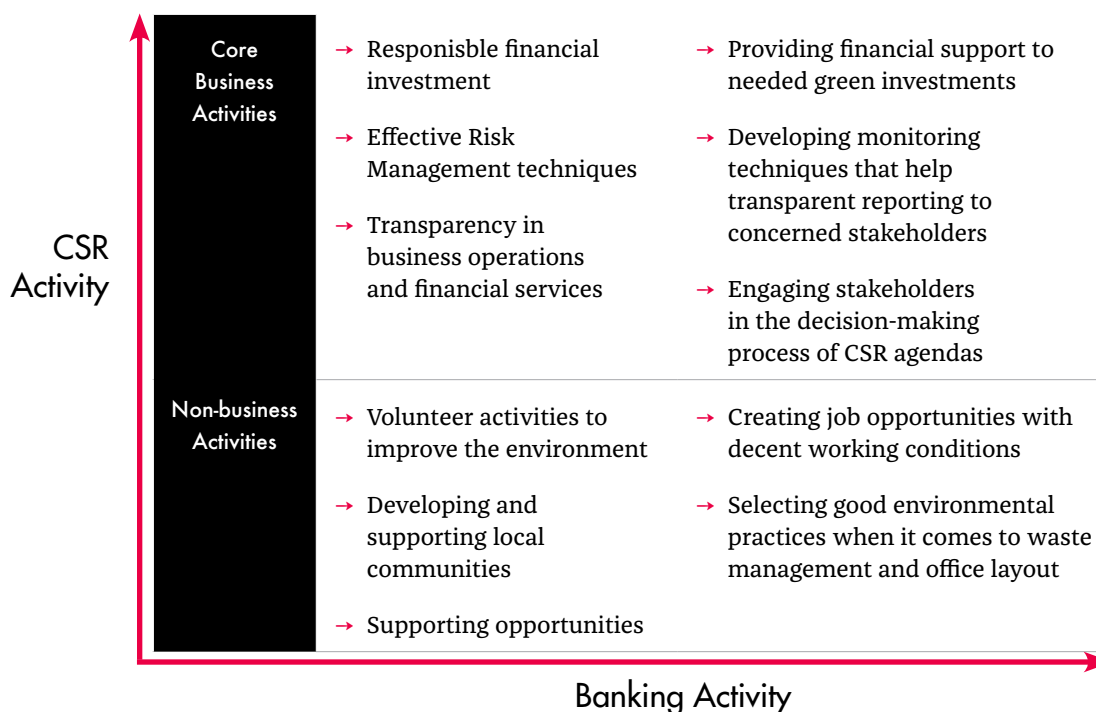 CSR
Activity
Core
Business
Activities
→ Responisble financial
investment
→ Effective Risk
Management techniques
→ Transparency in
business operations
and financial services
→ Providing financial support to
needed green investments
→ Developing monitoring
techniques that help
transparent reporting to
concerned stakeholders
→ Engaging stakeholders
in the decision-making
process of CSR agendas
Non-business
Activities
→ Volunteer activities to
improve the environment
→ Developing and
supporting local
communities
→ Supporting opportunities
→ Creating job opportunities with
decent working conditions
→ Selecting good environmental
practices when it comes to waste
management and office layout
Banking Activity